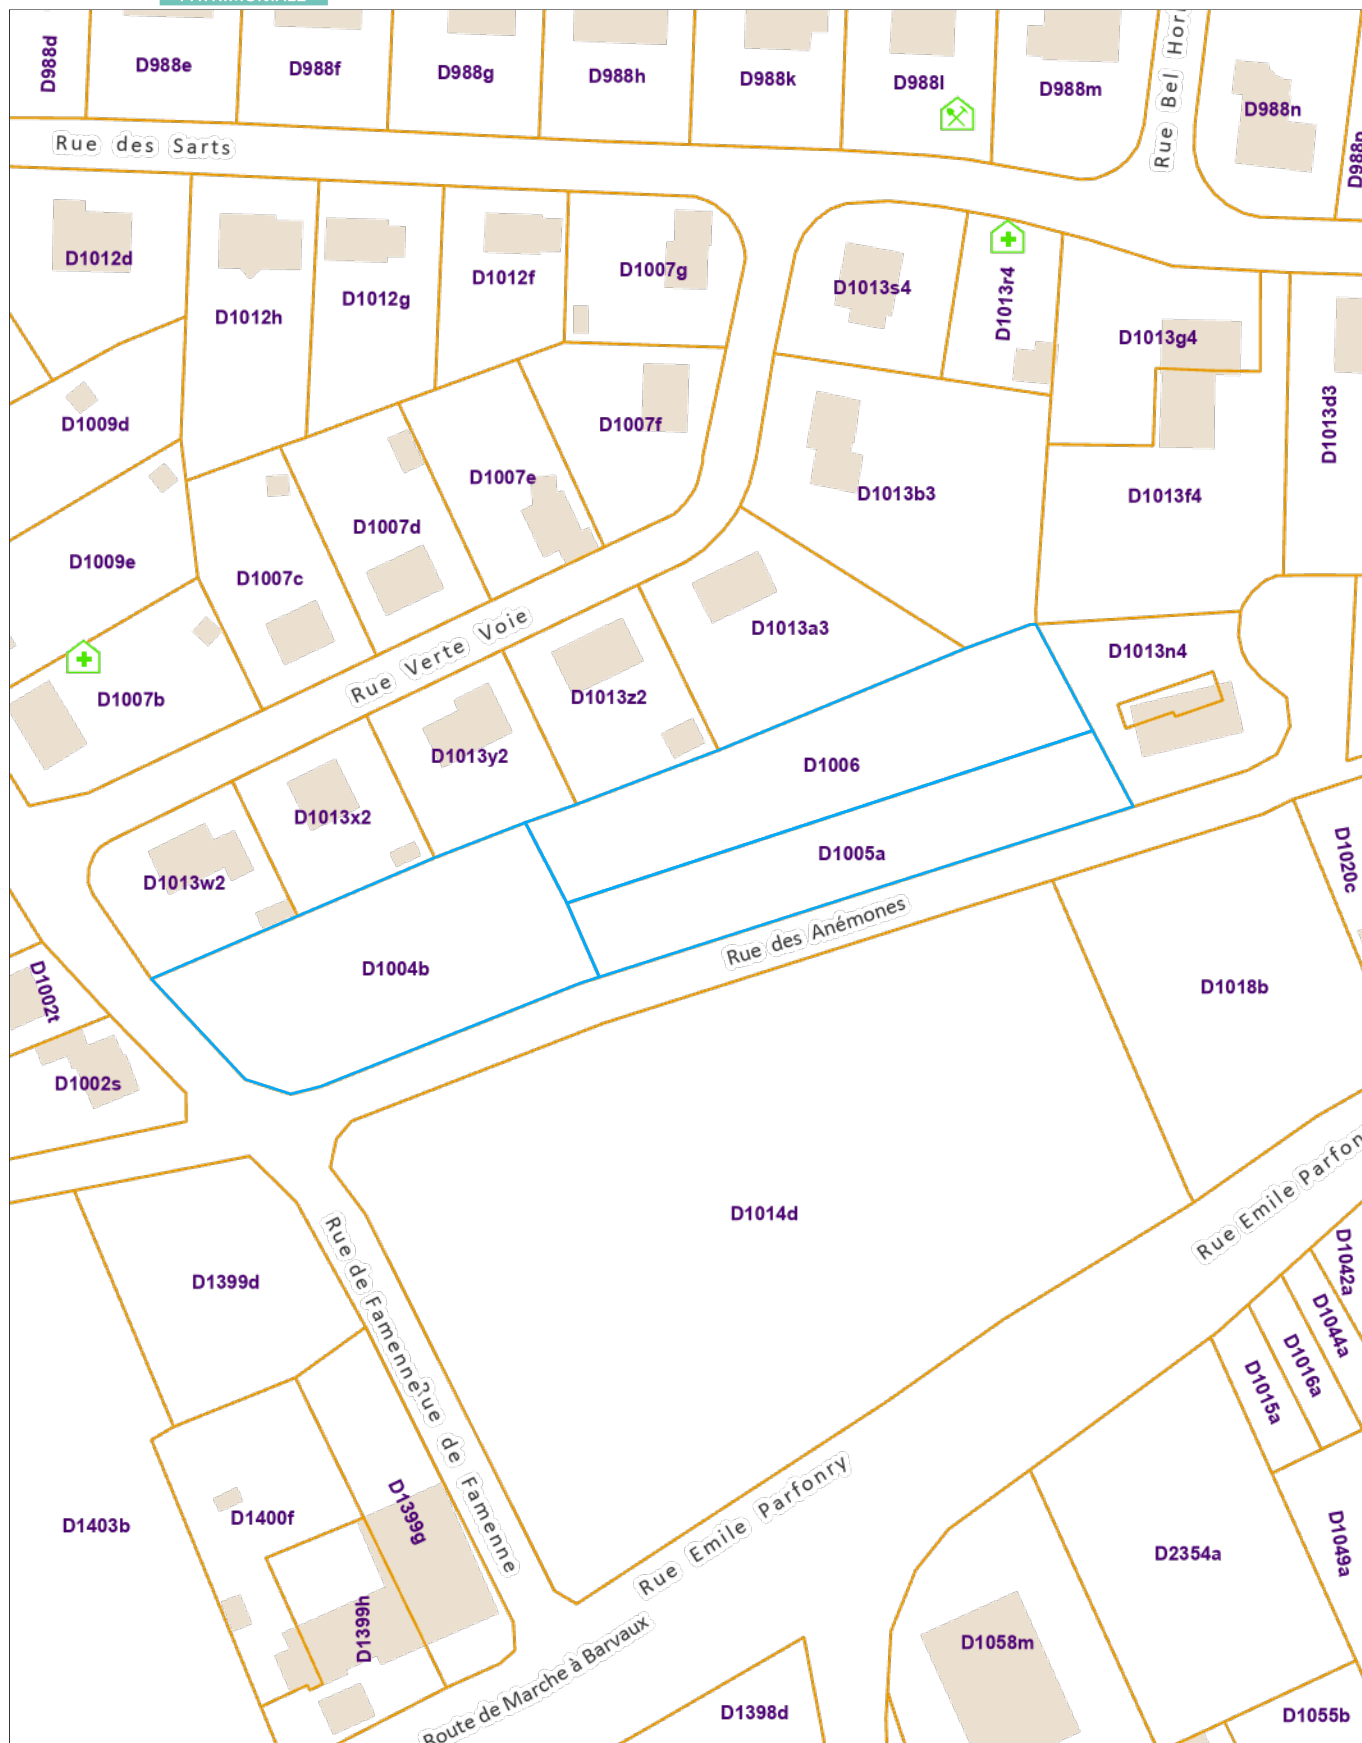 D988d
D988e
D988f
D988g
D988h
D988k
D988l
D988m
Rue Bel Hori
D988n
D988p
Rue des Sarts
D1012d
D1012h
D1012g
D1012f
D1007g
D1013s4
D1013r4
D1013g4
D1013d3
D1009d
D1007f
D1007e
D1013b3
D1013f4
D1007d
D1009e
D1007c
D1013a3
D1013n4
Rue Verte Voie
D1007b
D1013z2
D1013y2
D1006
D1013x2
D1005a
D1020c
D1013w2
Rue des Anémones
D1004b
D1002t
D1018b
D1002s
Rue Emile Parfon
D1014d
D1042a
D1399d
Rue de Famenne
D1044a
D1016a
D1015a
Rue de Famenne
D1399g
D1400f
D1403b
Rue Emile Parfonry
D1049a
D2354a
D1399h
D1058m
Route de Marche à Barvaux
D1398d
D1055b